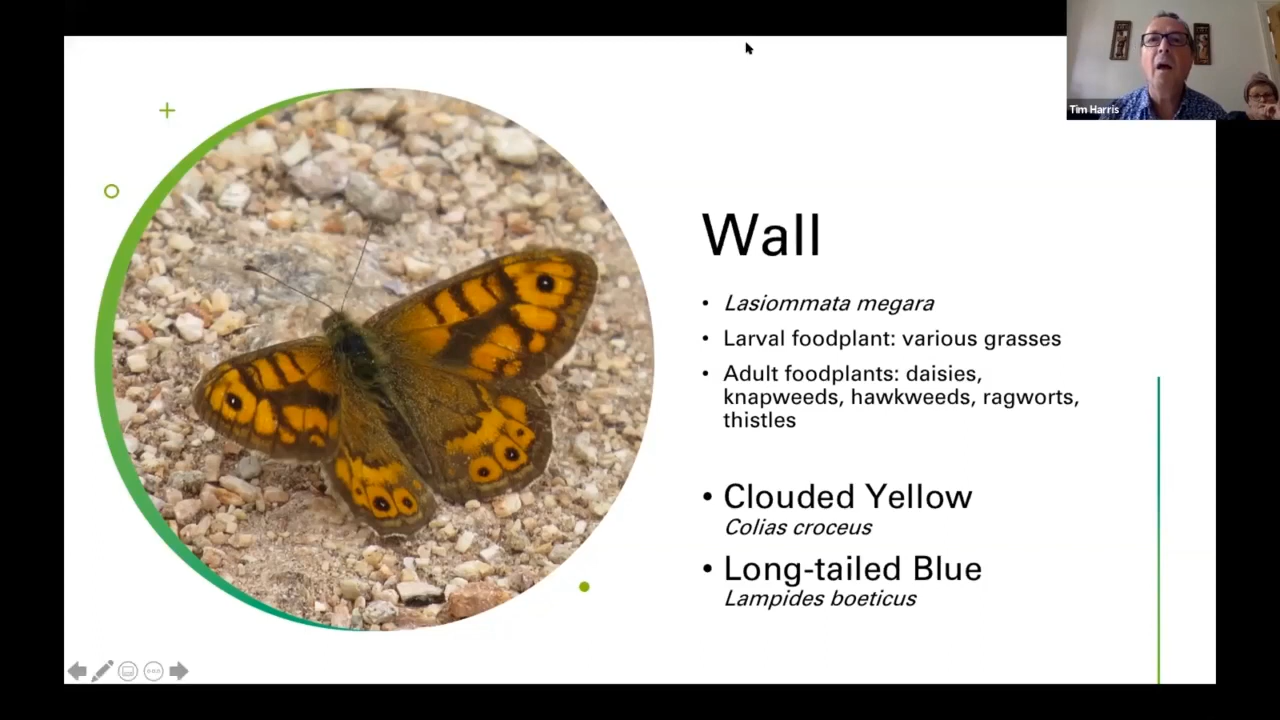 Tim Harris
Wall
• Lasiommata megara
• Larval foodplant: various grasses
• Adult foodplants: daisies,
knapweeds, hawkweeds, ragworts,
thistles
• Clouded Yellow
Colias croceus
• Long-tailed Blue
Lampides boeticus